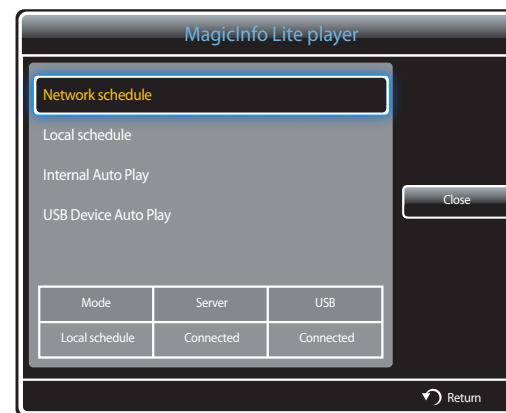 MagicInfo Lite player
Network schedule
Local schedule
Internal Auto Play
USB Device Auto Play
Close
Mode Server USB
Local schedule Connected Connected
Return